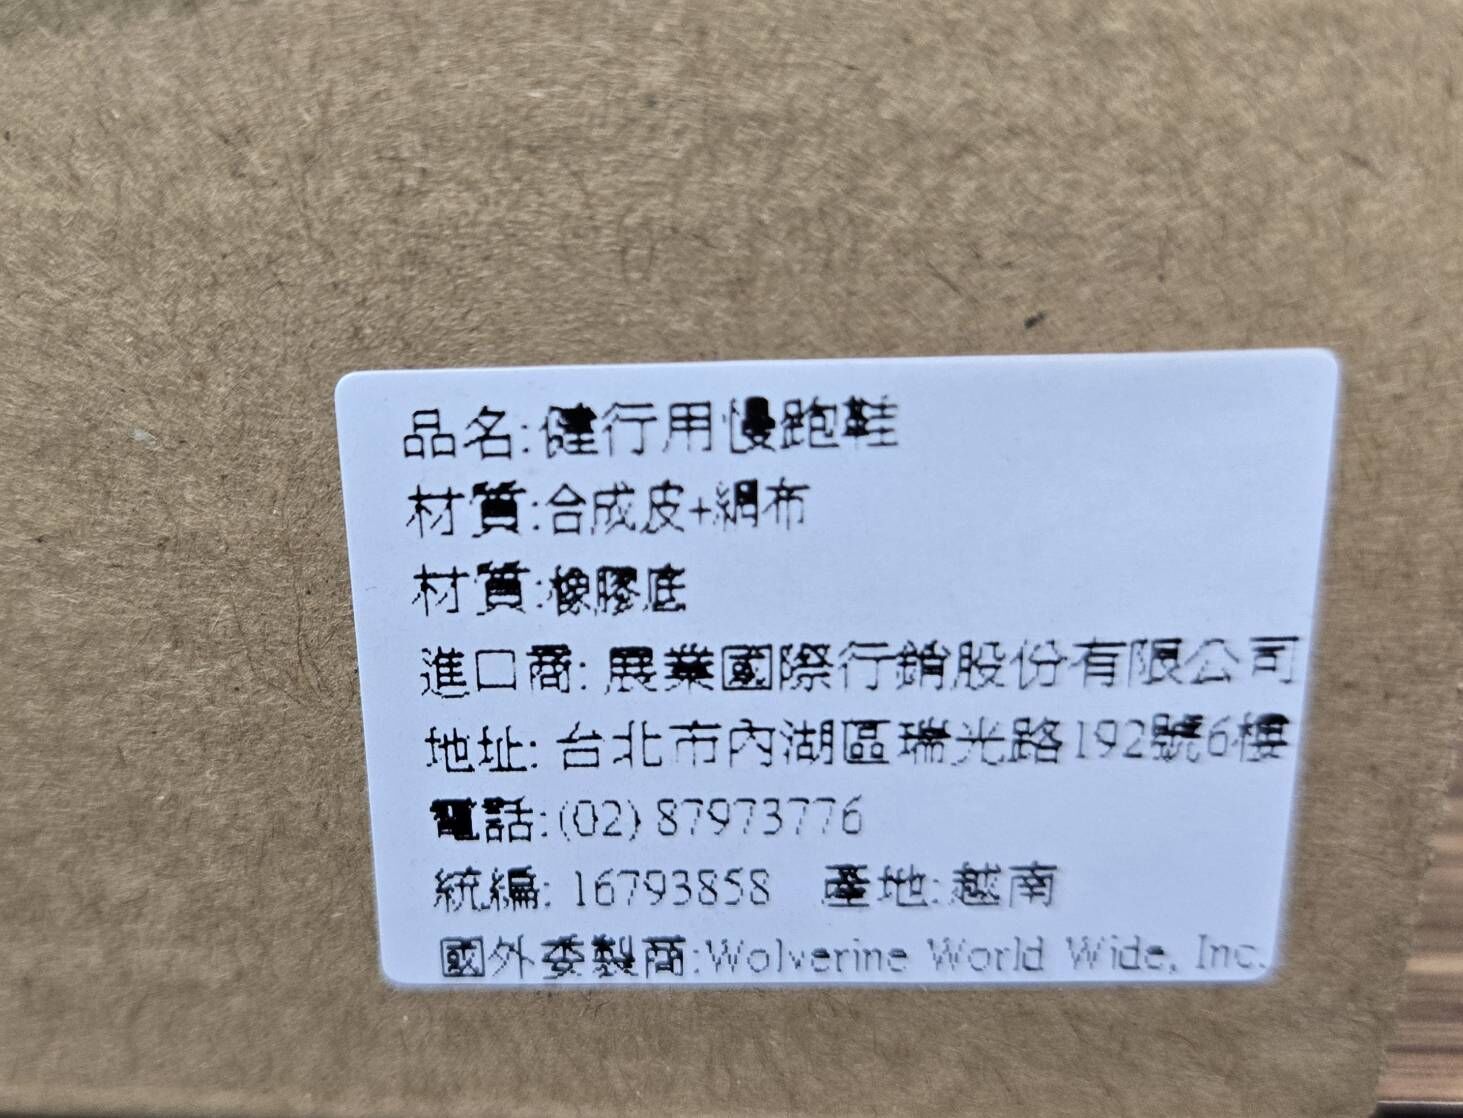 品名:健行用慢跑鞋
材質:合成皮+網布
材質:橡膠底
進口商: 展業國際行銷股份有限公司
地址: 台北市內湖區瑞光路192號6樓
電話:(02) 87973776
統編: 16793858 產地:越南
國外委製商:Wolverine World Wide, Inc.